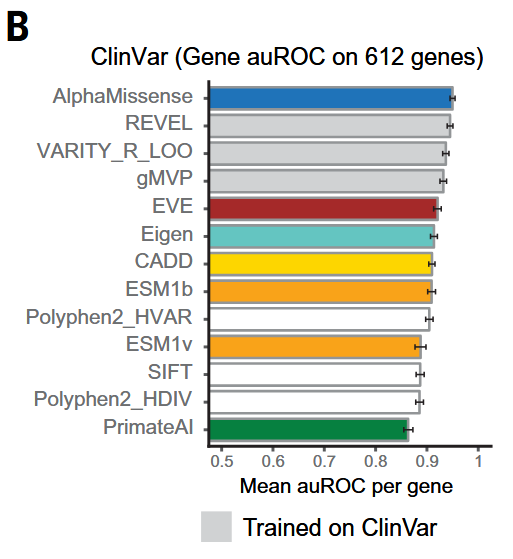 B
ClinVar (Gene auROC on 612 genes)
AlphaMissense
REVEL
VARITY_R_LOO
gMVP
EVE
Eigen
CADD
ESM1b
Polyphen2_HVAR
ESM1v
SIFT
Polyphen2_HDIV
PrimateAI
0.5 0.6 0.7 0.8 0.9 1
Mean auROC per gene
Trained on ClinVar